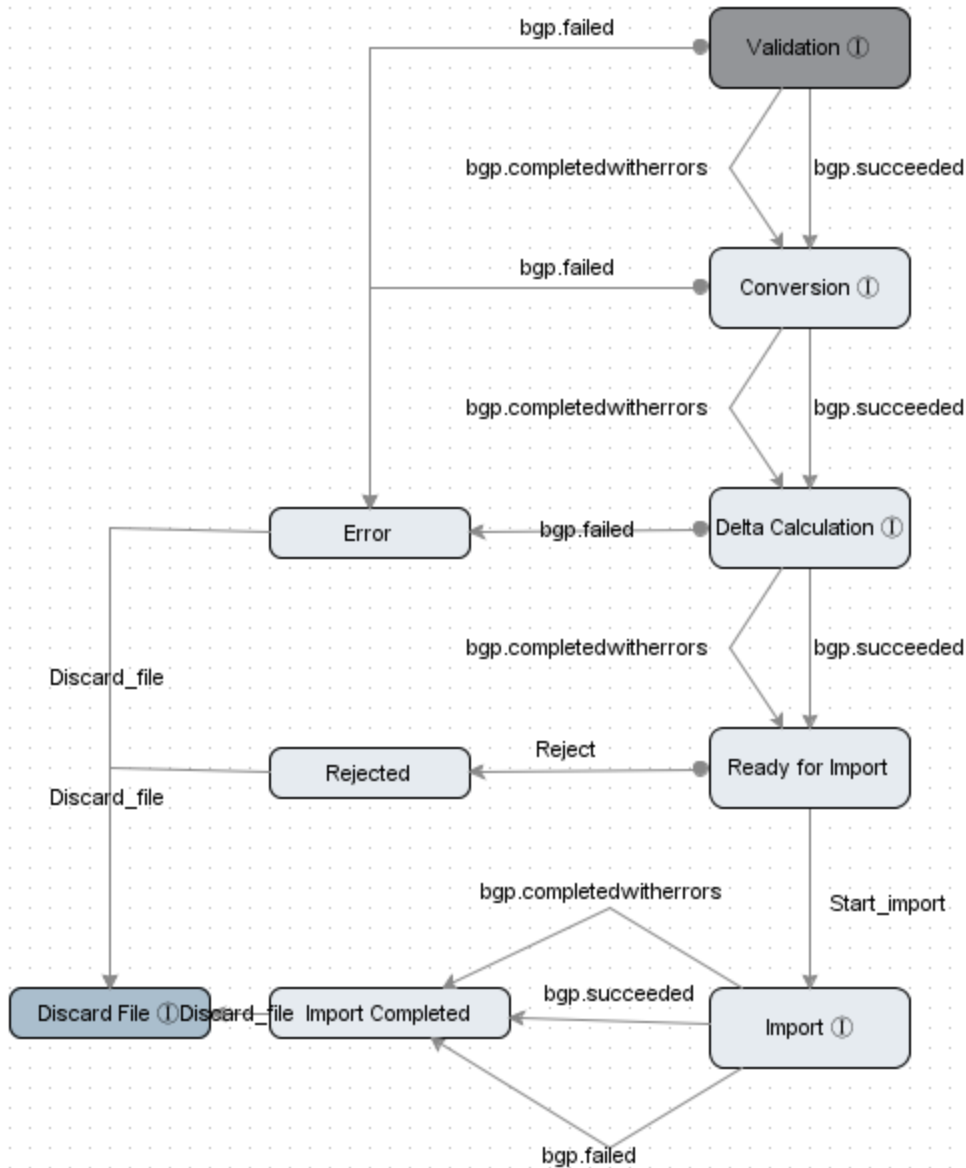 bgp.failed
Validation Ⓘ
bgp.completedwitherrors
bgp.succeeded
bgp.failed
Conversion Ⓘ
bgp.completedwitherrors
bgp.succeeded
Error
bgp.failed
Delta Calculation Ⓘ
bgp.completedwitherrors
bgp.succeeded
Discard_file
Reject
Rejected
Ready for Import
Discard_file
bgp.completedwitherrors
Start_import
bgp.succeeded
Discard File Ⓘ
Discard_file
Import Completed
Import Ⓘ
bgp.failed